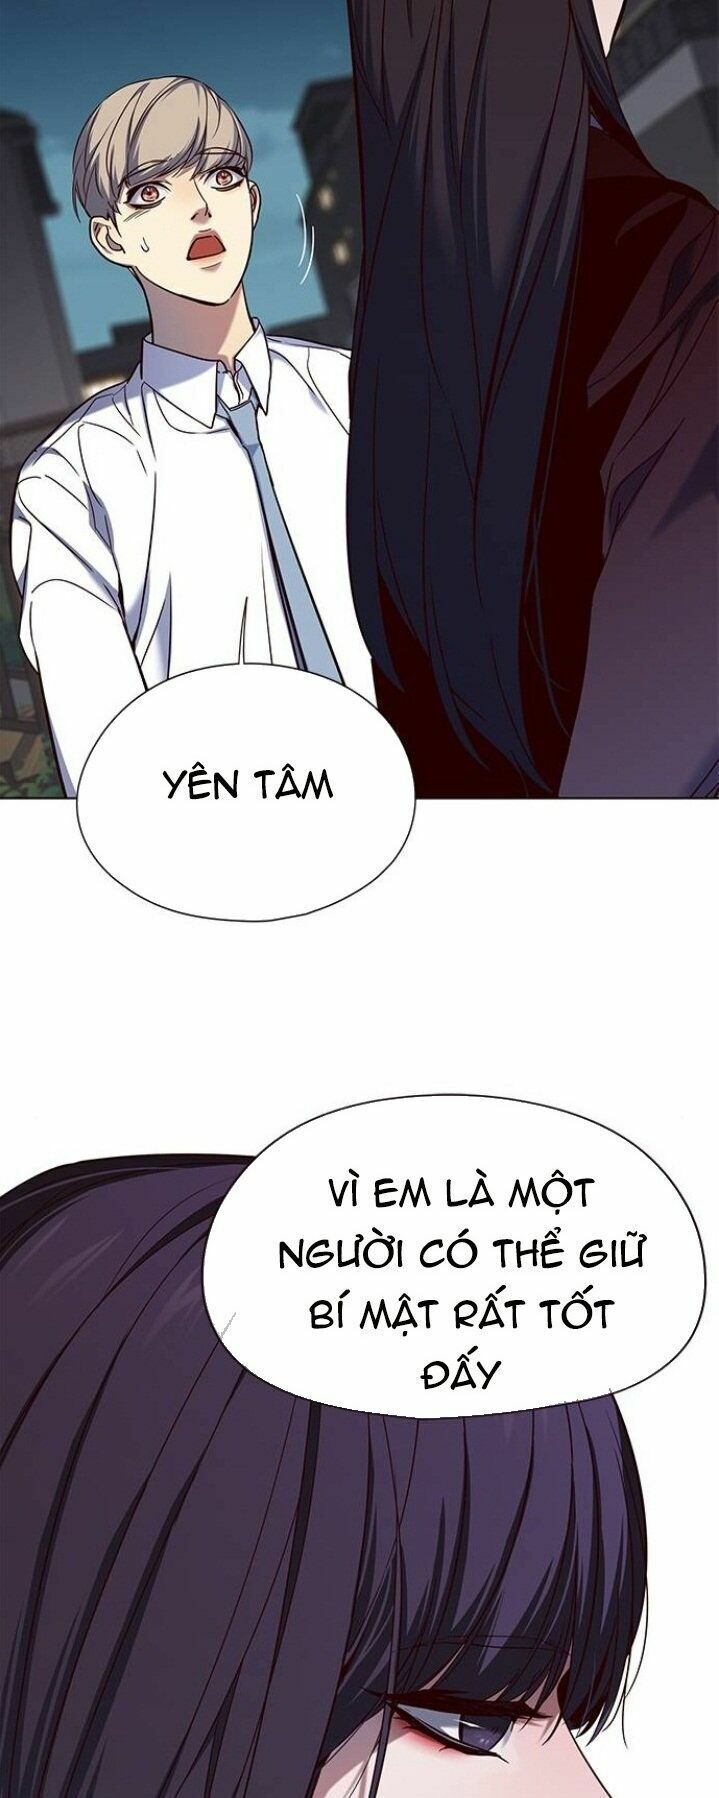 YÊN TÂM
VÌ EM LÀ MỘT
NGƯỜI CÓ THỂ GIỮ
BÍ MẬT RẤT TỐT
ĐẤY